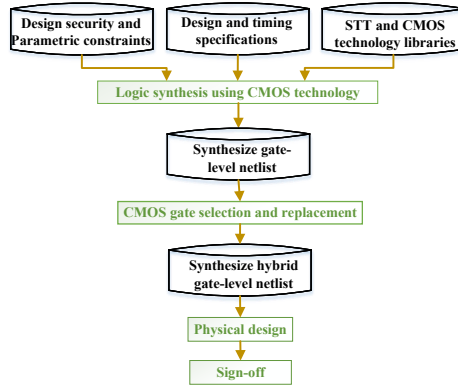 Design security and
Parametric constraints
Design and timing
specifications
STT and CMOS
technology libraries
Logic synthesis using CMOS technology
Synthesize gate-
level netlist
CMOS gate selection and replacement
Synthesize hybrid
gate-level netlist
Physical design
Sign-off